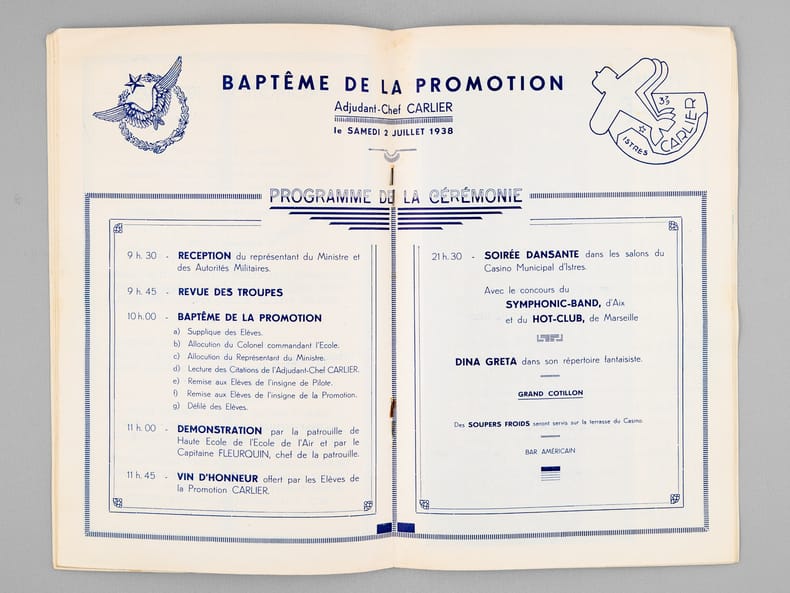 BAPTÊME DE LA PROMOTION
Adjudant-Chef CARLIER
le SAMEDI 2 JUILLET 1938
37
ISTRES
CARLIER
PROGRAMME DE LA CÉRÉMONIE
9 h. 30 - RECEPTION du représentant du Ministre et
des Autorités Militaires.
9 h. 45 - REVUE DES TROUPES
10 h. 00 - BAPTÊME DE LA PROMOTION
a) Supplique des Elèves.
b) Allocution du Colonel commandant l'Ecole.
c) Allocution du Représentant du Ministre.
d) Lecture des Citations de l'Adjudant-Chef CARLIER.
e) Remise aux Elèves de l'insigne de Pilote.
f) Remise aux Elèves de l'insigne de la Promotion.
g) Défilé des Elèves.
11 h. 00 - DEMONSTRATION par la patrouille de
Haute Ecole de l'Ecole de l'Air et par le
Capitaine FLEURQUIN, chef de la patrouille.
11 h. 45 - VIN D'HONNEUR offert par les Elèves de
la Promotion CARLIER.
21 h. 30 - SOIRÉE DANSANTE dans les salons du
Casino Municipal d'Istres.
Avec le concours du
SYMPHONIC-BAND, d'Aix
et du HOT-CLUB, de Marseille
DINA GRETA dans son répertoire fantaisiste.
GRAND COTILLON
Des SOUPERS FROIDS seront servis sur la terrasse du Casino.
BAR AMÉRICAIN